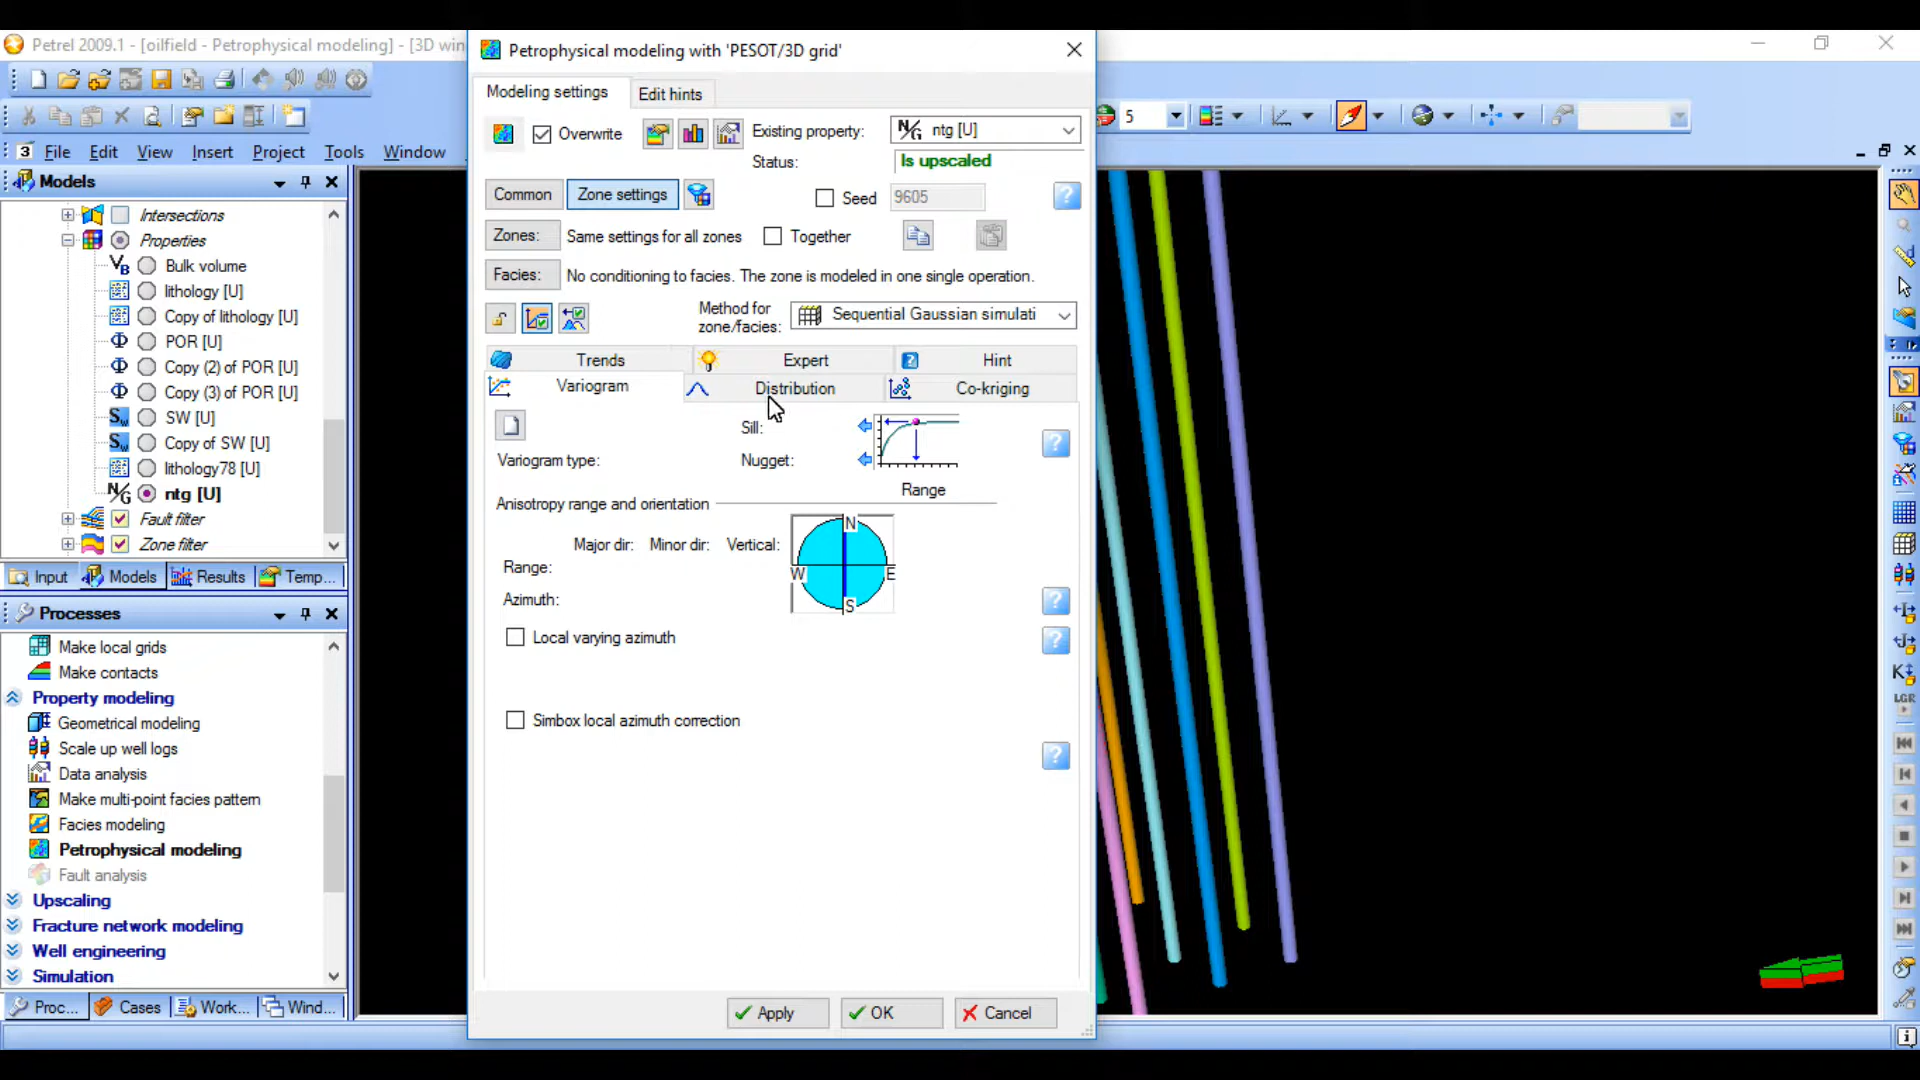 Petrel 2009.1 - [oilfield - Petrophysical modeling] - [3D win
Petrophysical modeling with 'PESOT/3D grid'
Modeling settings
Edit hints
Overwrite
Existing property:
N/G ntg [U]
Status:
Is upscaled
5
3 File Edit View Insert Project Tools Window
Models
Common
Zone settings
Seed
9605
Intersections
Properties
Bulk volume
lithology [U]
Copy of lithology [U]
POR [U]
Copy (2) of POR [U]
Copy (3) of POR [U]
SW [U]
Copy of SW [U]
lithology78 [U]
N/G ntg [U]
Fault filter
Zone filter
Input Models Results Temp...
Zones:
Same settings for all zones
Together
Facies:
No conditioning to facies. The zone is modeled in one single operation.
Method for
zone/facies:
Sequential Gaussian simulati
Trends
Expert
Hint
Variogram
Distribution
Co-kriging
Sill:
Variogram type:
Nugget:
Range
Anisotropy range and orientation
Major dir: Minor dir: Vertical:
Range:
Azimuth:
N
W E
S
Local varying azimuth
Simbox local azimuth correction
Apply
OK
Cancel
Processes
Make local grids
Make contacts
Property modeling
Geometrical modeling
Scale up well logs
Data analysis
Make multi-point facies pattern
Facies modeling
Petrophysical modeling
Fault analysis
Upscaling
Fracture network modeling
Well engineering
Simulation
Proc... Cases Work... Wind...
LGR